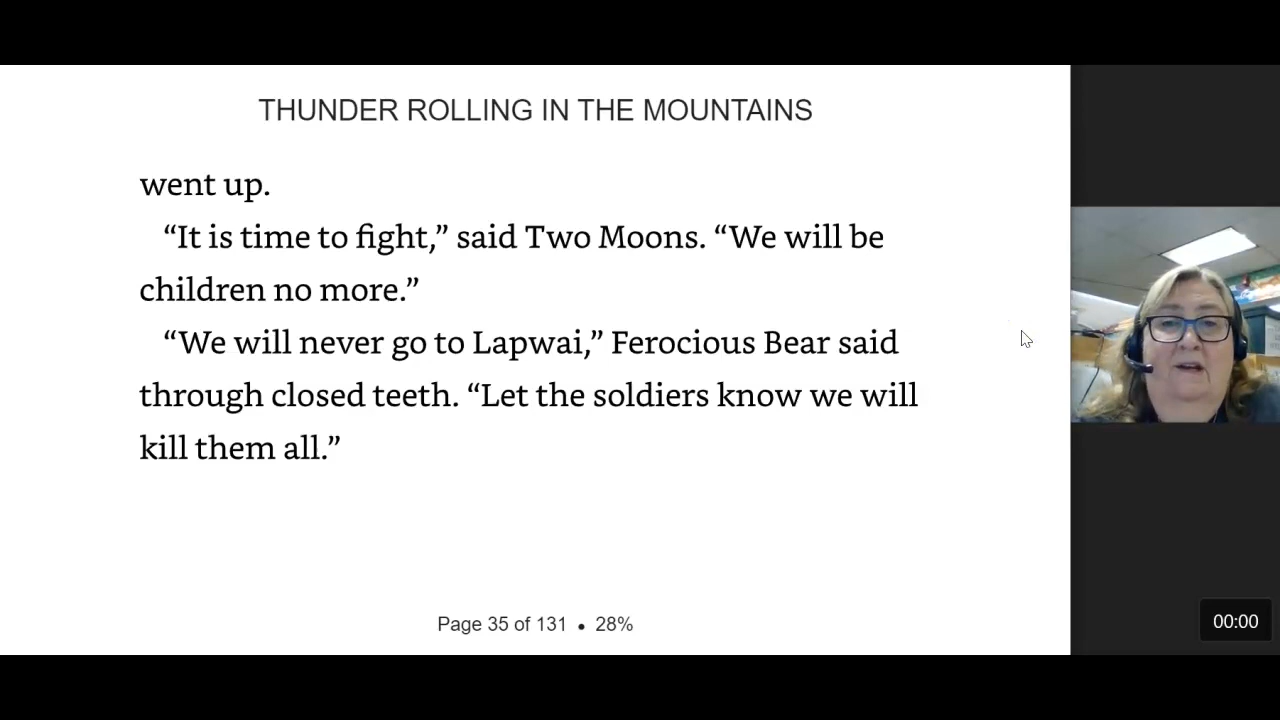 THUNDER ROLLING IN THE MOUNTAINS
went up.
“It is time to fight,” said Two Moons. “We will be
children no more.”
“We will never go to Lapwai,” Ferocious Bear said
through closed teeth. “Let the soldiers know we will
kill them all.”
Page 35 of 131 • 28%
00:00